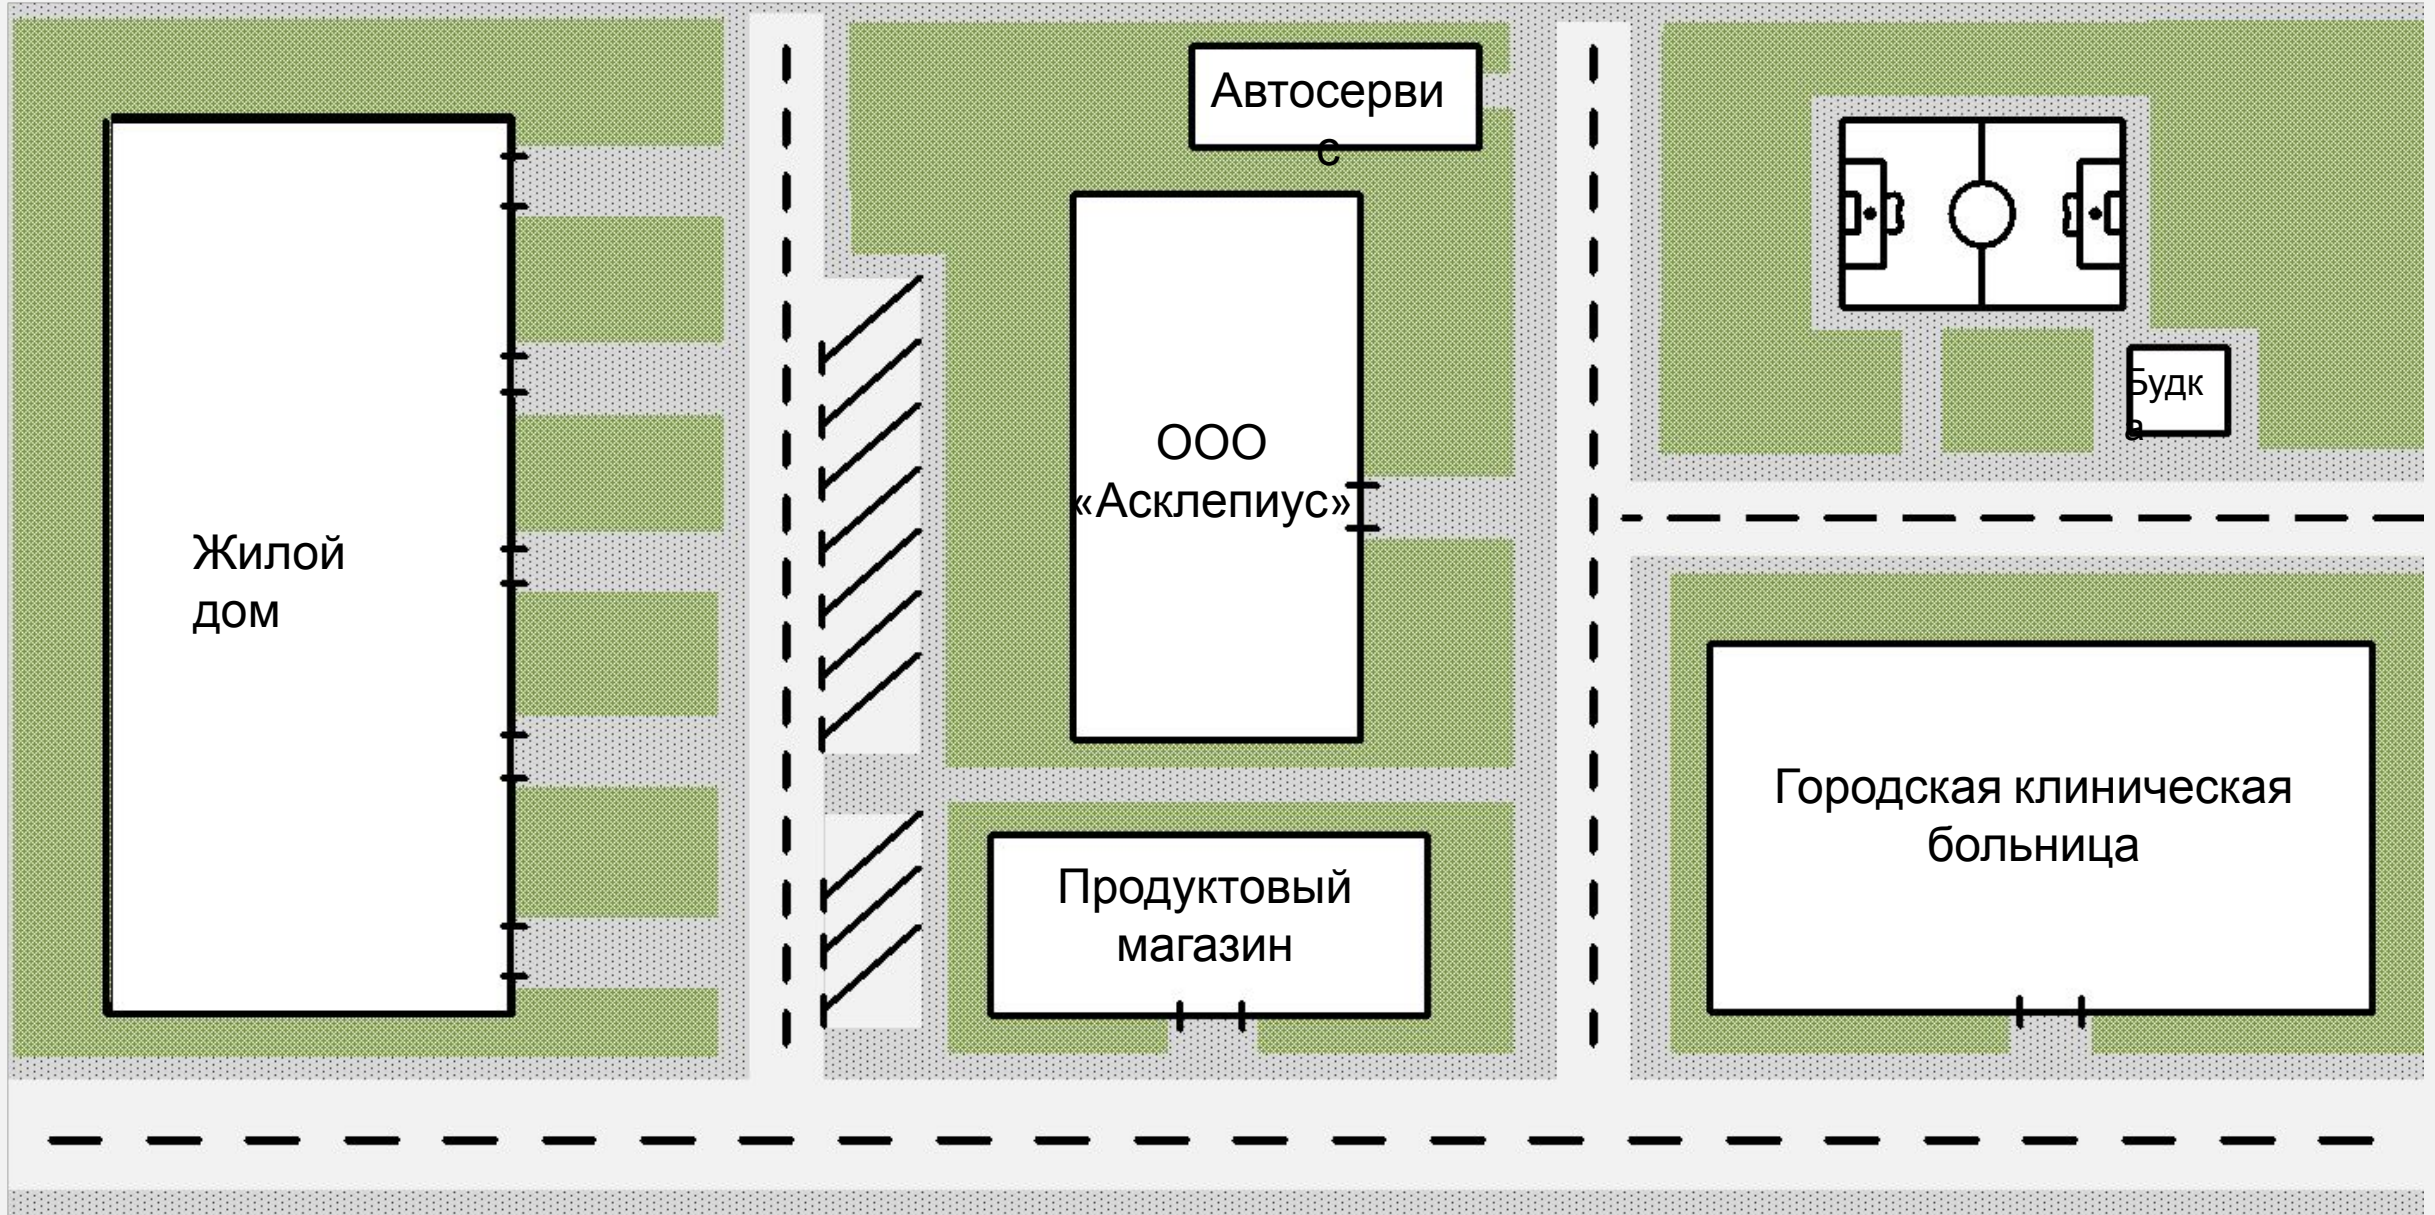 Автосерви
с
Будк
а
ООО
«Асклепиус»
Жилой
дом
Городская клиническая
больница
Продуктовый
магазин